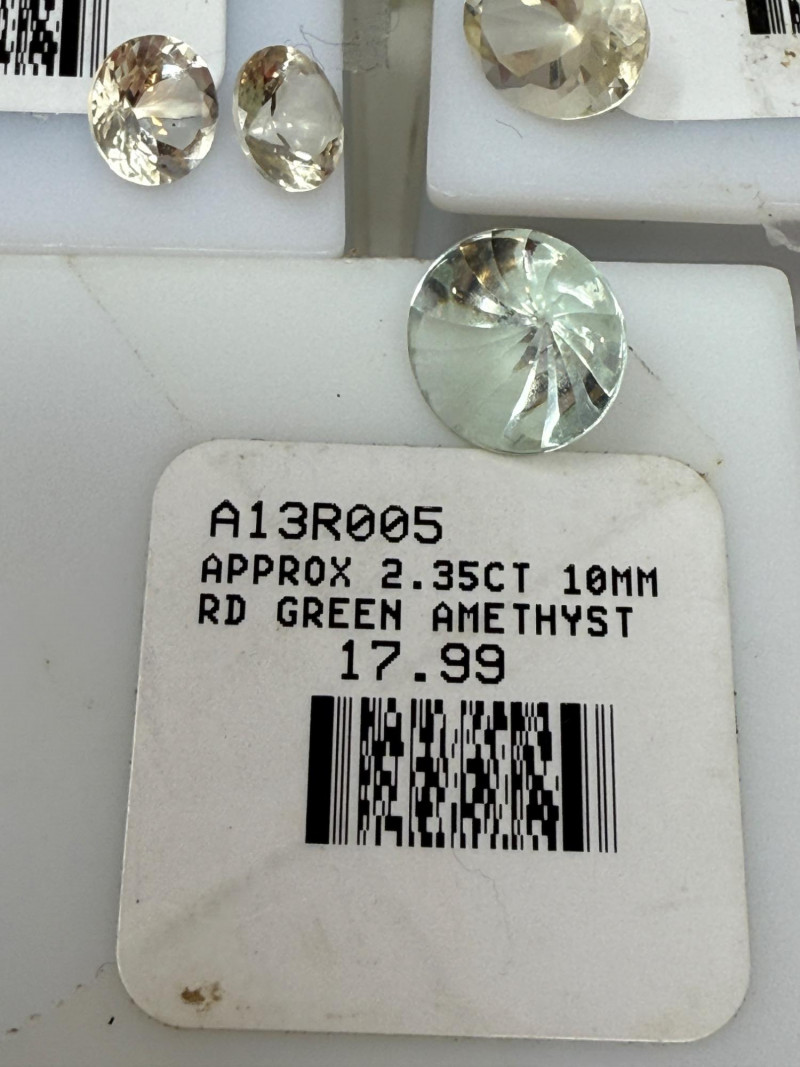 A13R005
APPROX 2.35CT 10MM
RD GREEN AMETHYST
17.99